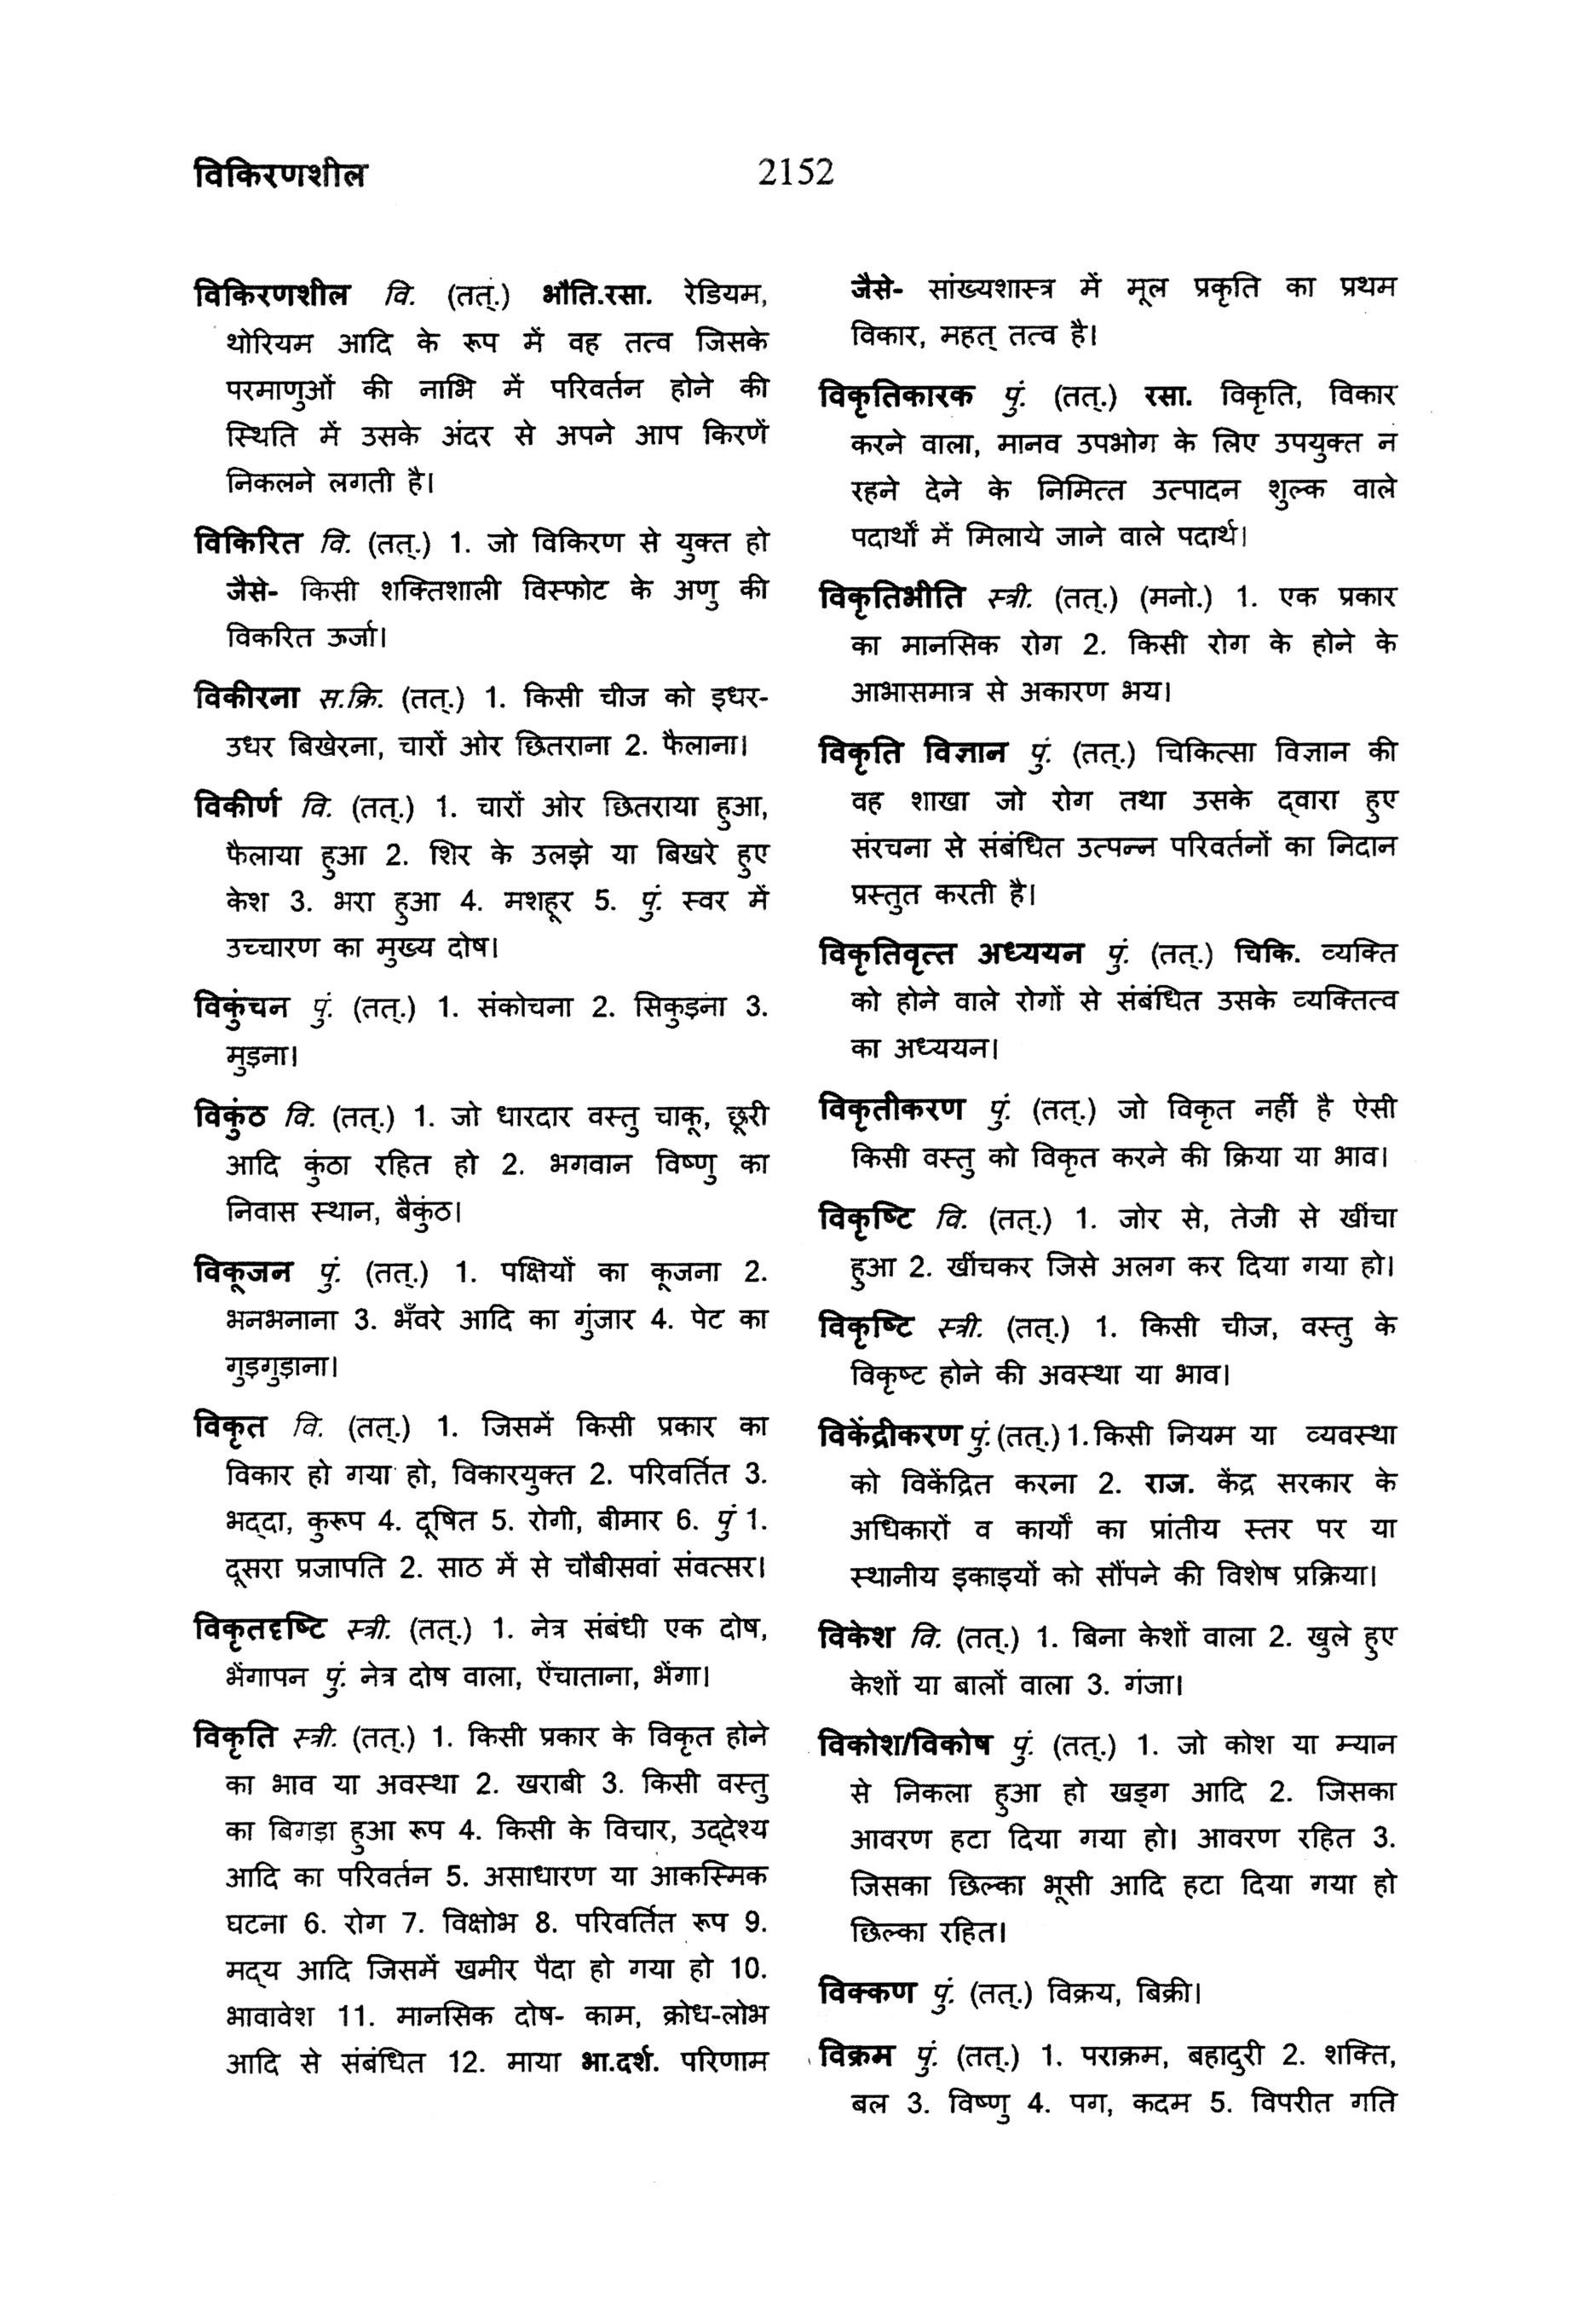 विकिरणशील
2152
विकिरणशील वि. (तत्.) भौति.रसा. रेडियम,
थोरियम आदि के रूप में वह तत्व जिसके
परमाणुओं की नाभि में परिवर्तन होने की
स्थिति में उसके अंदर से अपने आप किरणें
निकलने लगती है।
विकिरित वि. (तत्.) 1. जो विकिरण से युक्त हो
जैसे- किसी शक्तिशाली विस्फोट के अणु की
विकरित ऊर्जा।
विकीरना स.क्रि. (तत्.) 1. किसी चीज को इधर-
उधर बिखेरना, चारों ओर छितराना 2. फैलाना।
विकीर्ण वि. (तत्.) 1. चारों ओर छितराया हुआ,
फैलाया हुआ 2. शिर के उलझे या बिखरे हुए
केश 3. भरा हुआ 4. मशहूर 5. पुं. स्वर में
उच्चारण का मुख्य दोष।
विकुंचन पुं. (तत्.) 1. संकोचना 2. सिकुड़ना 3.
मुड़ना।
विकुंठ वि. (तत्.) 1. जो धारदार वस्तु चाकू, छूरी
आदि कुंठा रहित हो 2. भगवान विष्णु का
निवास स्थान, बैकुंठ।
विकूजन पुं. (तत्.) 1. पक्षियों का कूजना 2.
भनभनाना 3. भँवरे आदि का गुंजार 4. पेट का
गुड़गुड़ाना।
विकृत वि. (तत्.) 1. जिसमें किसी प्रकार का
विकार हो गया हो, विकारयुक्त 2. परिवर्तित 3.
भद्‌दा, कुरूप 4. दूषित 5. रोगी, बीमार 6. पुं 1.
दूसरा प्रजापति 2. साठ में से चौबीसवां संवत्सर।
विकृतदृष्टि स्त्री. (तत्.) 1. नेत्र संबंधी एक दोष,
भेंगापन पुं. नेत्र दोष वाला, ऐंचाताना, भेंगा।
विकृति स्त्री. (तत्.) 1. किसी प्रकार के विकृत होने
का भाव या अवस्था 2. खराबी 3. किसी वस्तु
का बिगड़ा हुआ रूप 4. किसी के विचार, उद्‌देश्य
आदि का परिवर्तन 5. असाधारण या आकस्मिक
घटना 6. रोग 7. विक्षोभ 8. परिवर्तित रूप 9.
मद्‌य आदि जिसमें खमीर पैदा हो गया हो 10.
भावावेश 11. मानसिक दोष- काम, क्रोध-लोभ
आदि से संबंधित 12. माया भा.दर्श. परिणाम
जैसे- सांख्यशास्त्र में मूल प्रकृति का प्रथम
विकार, महत् तत्व है।
विकृतिकारक पुं. (तत्.) रसा. विकृति, विकार
करने वाला, मानव उपभोग के लिए उपयुक्त न
रहने देने के निमित्त उत्पादन शुल्क वाले
पदार्थों में मिलाये जाने वाले पदार्थ।
विकृतिभीति स्त्री. (तत्.) (मनो.) 1. एक प्रकार
का मानसिक रोग 2. किसी रोग के होने के
आभासमात्र से अकारण भय।
विकृति विज्ञान पुं. (तत्.) चिकित्सा विज्ञान की
वह शाखा जो रोग तथा उसके द्‌वारा हुए
संरचना से संबंधित उत्पन्न परिवर्तनों का निदान
प्रस्तुत करती है।
विकृतिवृत्त अध्ययन पुं. (तत्.) चिकि. व्यक्ति
को होने वाले रोगों से संबंधित उसके व्यक्तित्व
का अध्ययन।
विकृतीकरण पुं. (तत्.) जो विकृत नहीं है ऐसी
किसी वस्तु को विकृत करने की क्रिया या भाव।
विकृष्टि वि. (तत्.) 1. जोर से, तेजी से खींचा
हुआ 2. खींचकर जिसे अलग कर दिया गया हो।
विकृष्टि स्त्री. (तत्.) 1. किसी चीज, वस्तु के
विकृष्ट होने की अवस्था या भाव।
विकेंद्रीकरण पुं. (तत्.) 1. किसी नियम या व्यवस्था
को विकेंद्रित करना 2. राज. केंद्र सरकार के
अधिकारों व कार्यों का प्रांतीय स्तर पर या
स्थानीय इकाइयों को सौंपने की विशेष प्रक्रिया।
विकेश वि. (तत्.) 1. बिना केशों वाला 2. खुले हुए
केशों या बालों वाला 3. गंजा।
विकोश/विकोष पुं. (तत्.) 1. जो कोश या म्यान
से निकला हुआ हो खड्‌ग आदि 2. जिसका
आवरण हटा दिया गया हो। आवरण रहित 3.
जिसका छिल्का भूसी आदि हटा दिया गया हो
छिल्का रहित।
विक्कण पुं. (तत्.) विक्रय, बिक्री।
विक्रम पुं. (तत्.) 1. पराक्रम, बहादुरी 2. शक्ति,
बल 3. विष्णु 4. पग, कदम 5. विपरीत गति